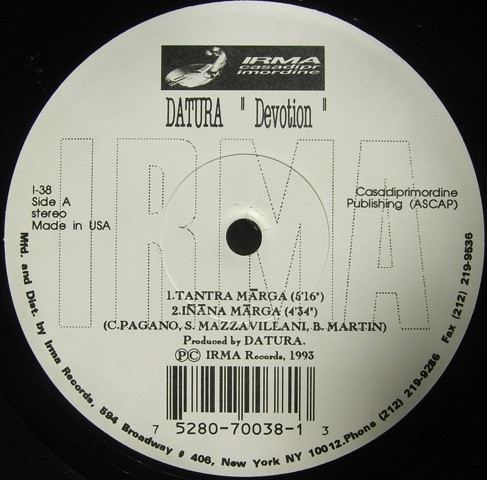 IRMA
casadipr
imordine
DATURA " Devotion "
IRMA
I-38
Side A
stereo
Made in USA
Casadiprimordine
Publishing (ASCAP)
1.TANTRA MĀRGA (5'16")
2.IÑĀNA MĀRGA (4'34")
(C.PAGANO, S. MAZZAVILLANI, B. MARTIN)
Produced by DATURA.
Ⓟ© IRMA Records, 1993
7 5280-70038-1 3
Mfd. and Dist. by Irma Records, 594 Broadway # 406, New York NY 10012.Phone (212) 219-9286 Fax (212) 219-9536